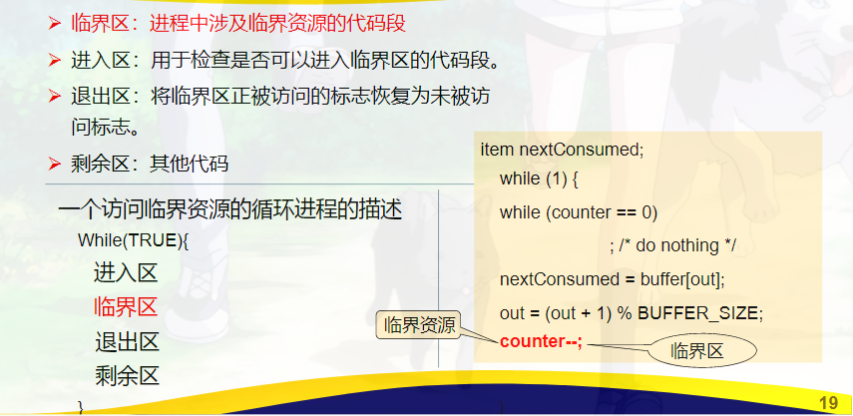 ➢ 临界区：进程中涉及临界资源的代码段
➢ 进入区：用于检查是否可以进入临界区的代码段。
➢ 退出区：将临界区正被访问的标志恢复为未被访
问标志。
➢ 剩余区：其他代码
一个访问临界资源的循环进程的描述
While(TRUE){
进入区
临界区
退出区
剩余区
}
item nextConsumed;
while (1) {
while (counter == 0)
; /* do nothing */
nextConsumed = buffer[out];
out = (out + 1) % BUFFER_SIZE;
counter--;
临界资源
临界区
19